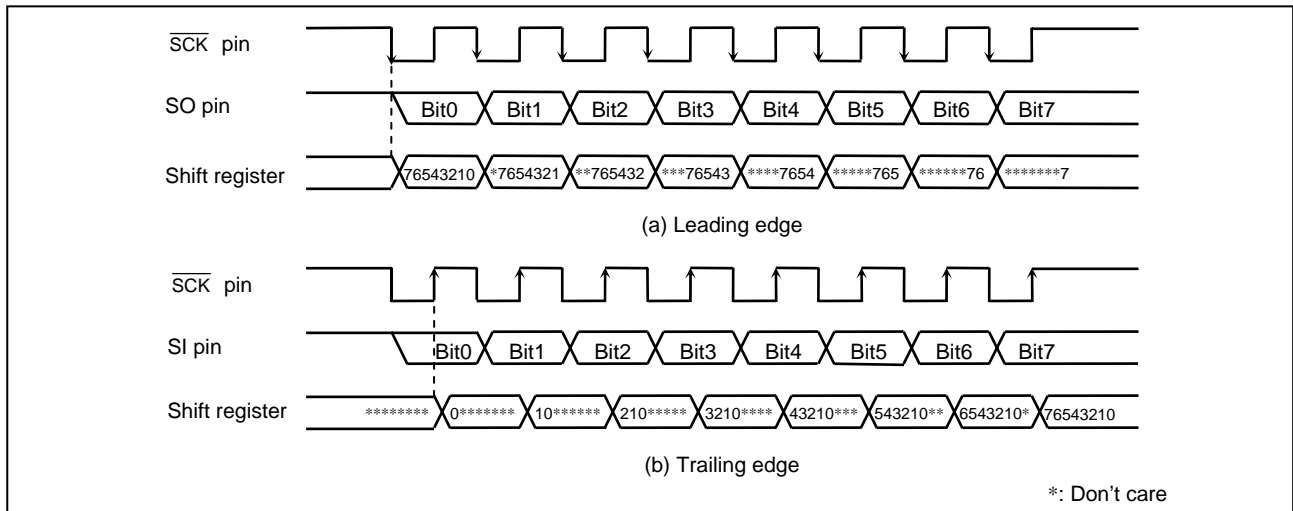 SCK pin
SO pin
Bit0 Bit1 Bit2 Bit3 Bit4 Bit5 Bit6 Bit7
Shift register
76543210 *7654321 **765432 ***76543 ****7654 *****765 ******76 *******7
(a) Leading edge
SCK pin
SI pin
Bit0 Bit1 Bit2 Bit3 Bit4 Bit5 Bit6 Bit7
Shift register
******** 0******* 10****** 210***** 3210**** 43210*** 543210** 6543210* 76543210
(b) Trailing edge
*: Don't care